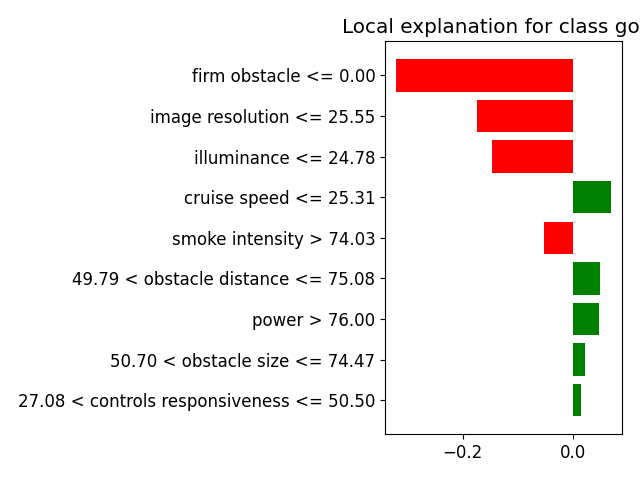 Local explanation for class go
firm obstacle <= 0.00
image resolution <= 25.55
illuminance <= 24.78
cruise speed <= 25.31
smoke intensity > 74.03
49.79 < obstacle distance <= 75.08
power > 76.00
50.70 < obstacle size <= 74.47
27.08 < controls responsiveness <= 50.50
−0.2 0.0